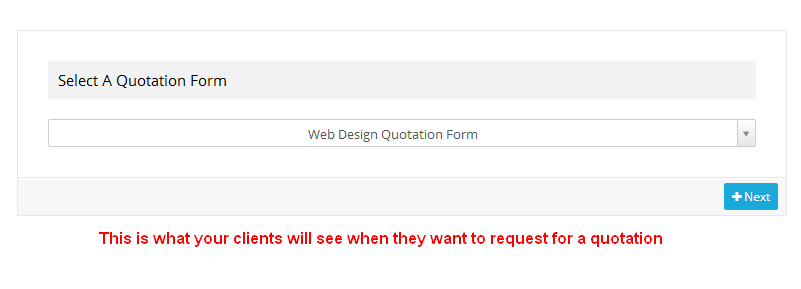 Select A Quotation Form
Web Design Quotation Form
Next
This is what your clients will see when they want to request for a quotation